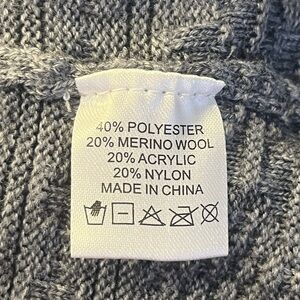 40% POLYESTER
20% MERINO WOOL
20% ACRYLIC
20% NYLON
MADE IN CHINA